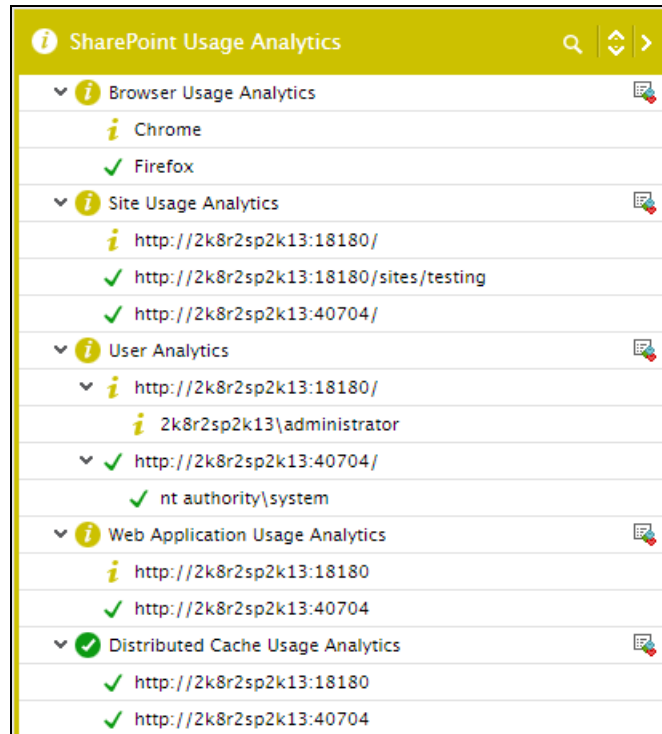 SharePoint Usage Analytics
Browser Usage Analytics
Chrome
Firefox
Site Usage Analytics
http://2k8r2sp2k13:18180/
http://2k8r2sp2k13:18180/sites/testing
http://2k8r2sp2k13:40704/
User Analytics
http://2k8r2sp2k13:18180/
2k8r2sp2k13\administrator
http://2k8r2sp2k13:40704/
nt authority\system
Web Application Usage Analytics
http://2k8r2sp2k13:18180
http://2k8r2sp2k13:40704
Distributed Cache Usage Analytics
http://2k8r2sp2k13:18180
http://2k8r2sp2k13:40704